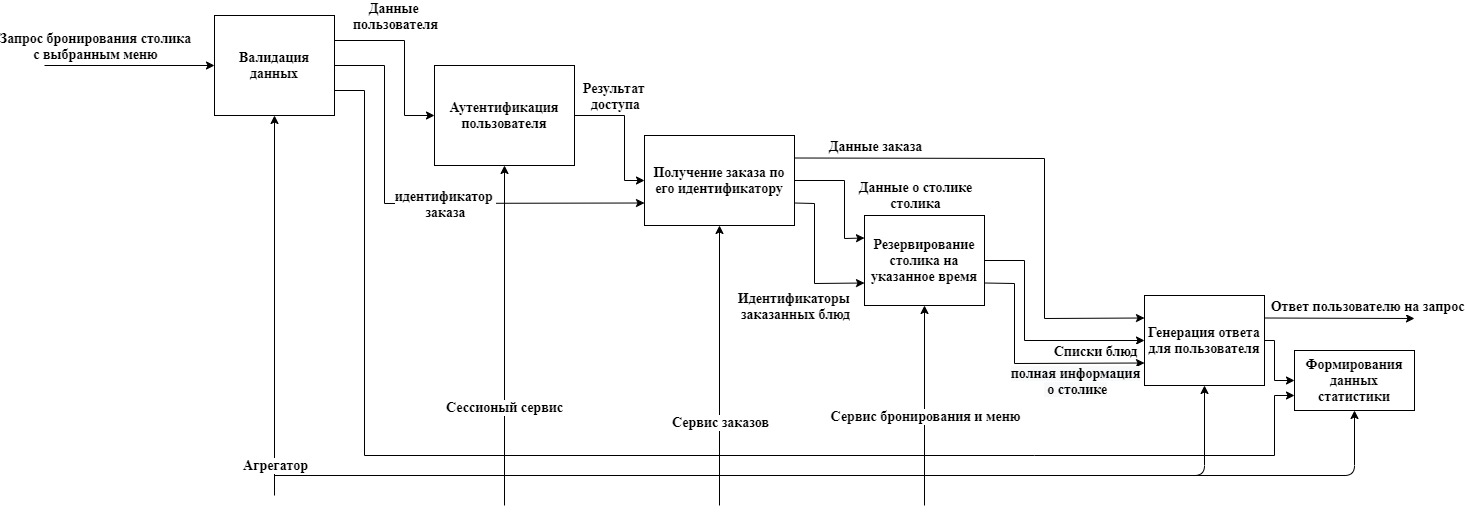 Данные
пользователя
Запрос бронирования столика
с выбранным меню
Валидация
данных
Аутентификация
пользователя
Результат
доступа
Данные заказа
Получение заказа по
его идентификатору
идентификатор
заказа
Данные о столике
столика
Резервирование
столика на
указанное время
Идентификаторы
заказанных блюд
Ответ пользователю на запрос
Генерация ответа
для пользователя
Списки блюд
полная информация
о столике
Формирования
данных
статистики
Сессионый сервис
Сервис заказов
Сервис бронирования и меню
Агрегатор